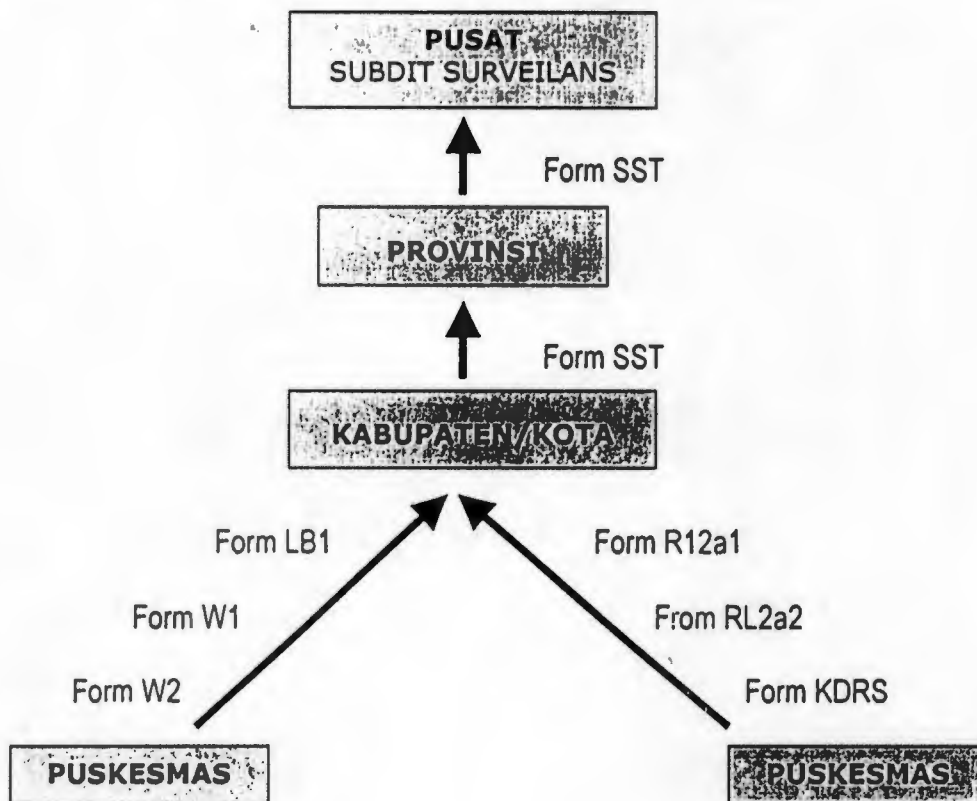 PUSAT
SUBDIT SURVEILANS
Form SST
PROVINSI
Form SST
KABUPATEN/KOTA
Form LB1
Form R12a1
Form W1
From RL2a2
Form W2
Form KDRS
PUSKESMAS
PUSKESMAS